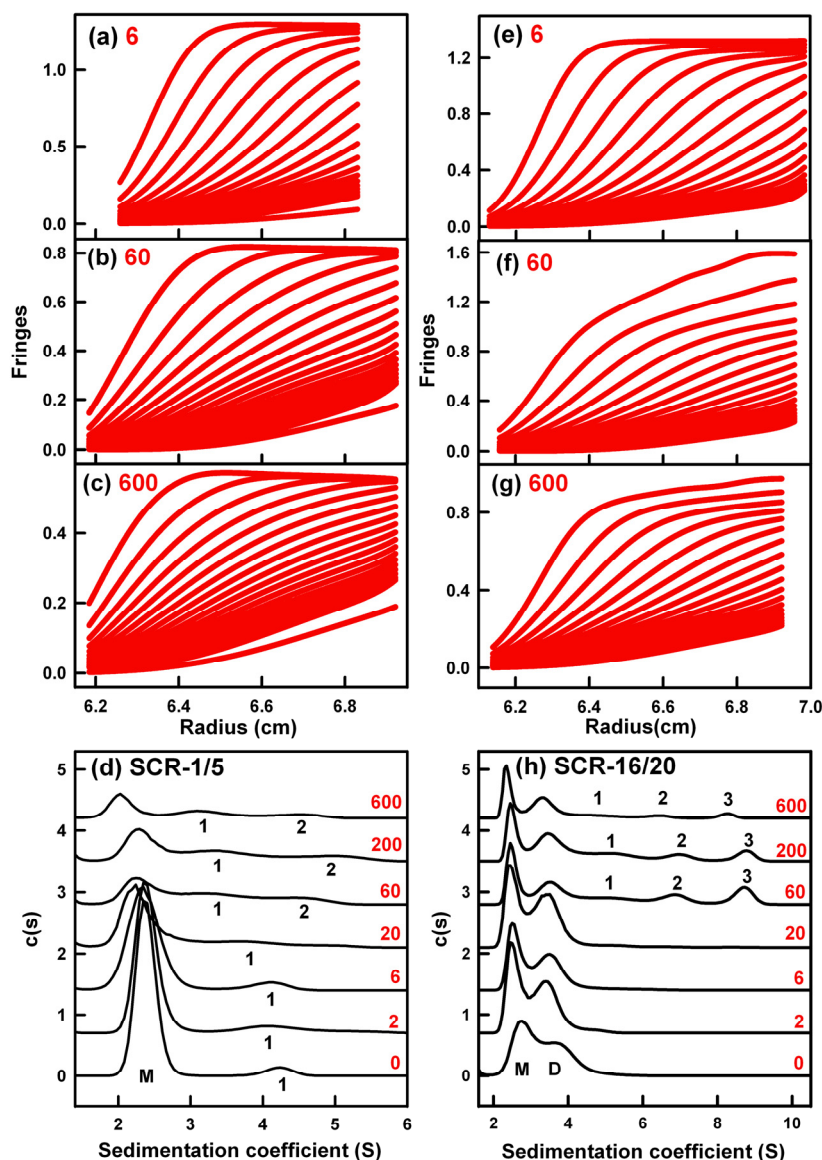 (a) 6
1.0
0.5
0.0
(b) 60
0.8
0.4
0.0
Fringes
(c) 600
0.4
0.2
0.0
6.2 6.4 6.6 6.8
Radius (cm)
(e) 6
1.2
0.8
0.4
0.0
(f) 60
1.6
1.2
0.8
0.4
0.0
Fringes
(g) 600
0.8
0.4
0.0
6.2 6.4 6.6 6.8 7.0
Radius(cm)
(d) SCR-1/5
5
4
3
2
1
0
c(s)
600
1 2
200
1 2
60
1 2
20
1
6
1
2
1
0
M 1
2 3 4 5 6
Sedimentation coefficient (S)
(h) SCR-16/20
5
4
3
2
1
0
c(s)
1 2 3 600
1 2 3 200
1 2 3 60
20
6
2
0
M D
2 4 6 8 10
Sedimentation coefficient (S)